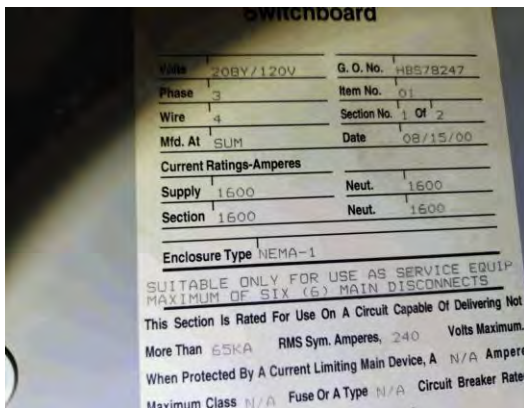 Switchboard
Volts 208Y/120V G. O. No. HBS78247
Phase 3 Item No. 01
Wire 4 Section No. 1 Of 2
Mfd. At SUM Date 08/15/00
Current Ratings-Amperes
Supply 1600 Neut. 1600
Section 1600 Neut. 1600
Enclosure Type NEMA-1
SUITABLE ONLY FOR USE AS SERVICE EQUIP
MAXIMUM OF SIX (6) MAIN DISCONNECTS
This Section Is Rated For Use On A Circuit Capable Of Delivering Not
More Than 65KA RMS Sym. Amperes, 240 Volts Maximum.
When Protected By A Current Limiting Main Device, A N/A Ampere
Maximum Class N/A Fuse Or A Type N/A Circuit Breaker Rate